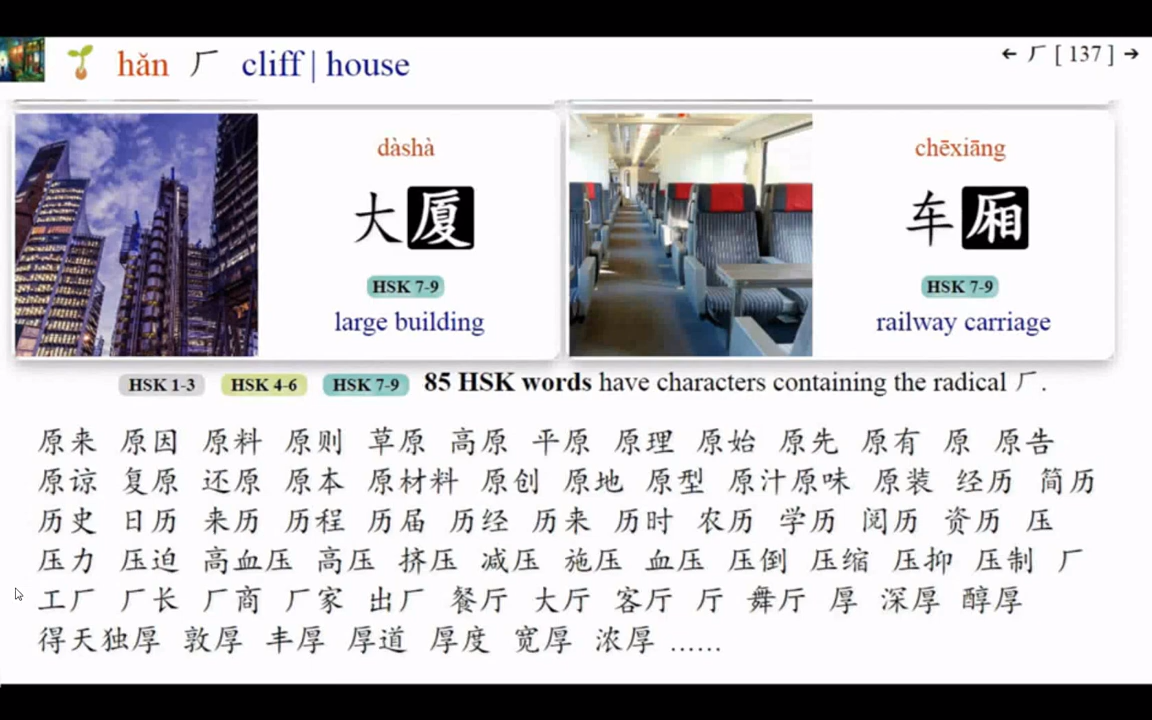 hǎn 厂 cliff | house
← 厂 [ 137 ] →
dàshà
大厦
HSK 7-9
large building
chēxiāng
车厢
HSK 7-9
railway carriage
HSK 1-3 HSK 4-6 HSK 7-9 85 HSK words have characters containing the radical 厂.
原来 原因 原料 原则 草原 高原 平原 原理 原始 原先 原有 原 原告
原谅 复原 还原 原本 原材料 原创 原地 原型 原汁原味 原装 经历 简历
历史 日历 来历 历程 历届 历经 历来 历时 农历 学历 阅历 资历 压
压力 压迫 高血压 高压 挤压 减压 施压 血压 压倒 压缩 压抑 压制 厂
工厂 厂长 厂商 厂家 出厂 餐厅 大厅 客厅 厅 舞厅 厚 深厚 醇厚
得天独厚 敦厚 丰厚 厚道 厚度 宽厚 浓厚 ……